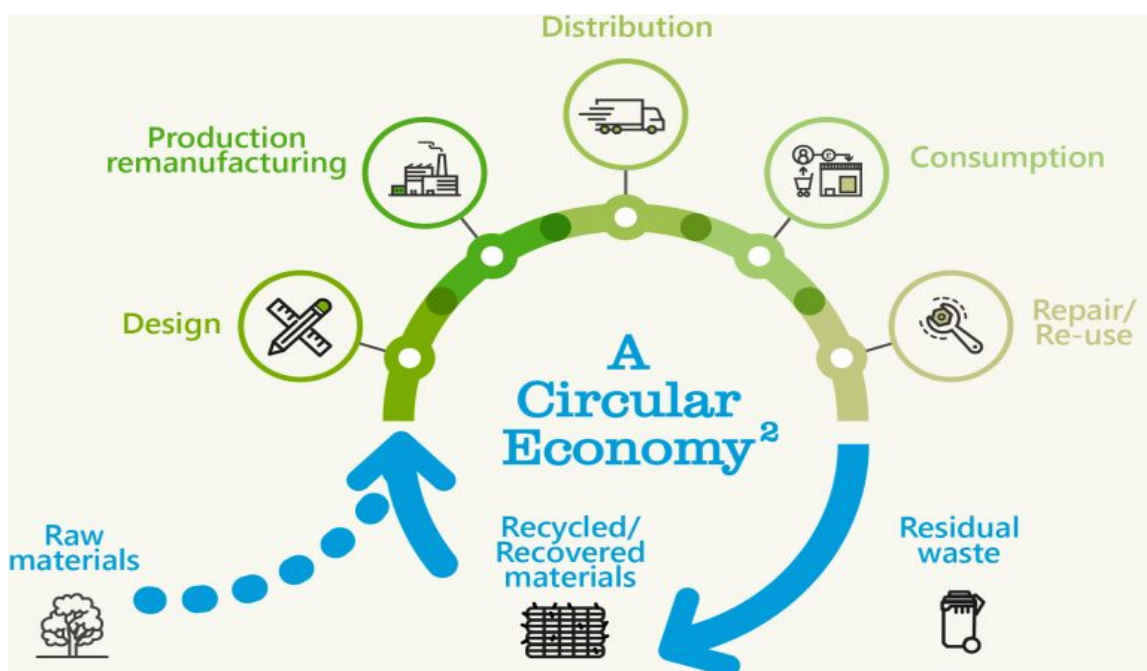 Distribution
Production
remanufacturing
Consumption
Design
Repair/
Re-use
A
Circular
Economy²
Raw
materials
Recycled/
Recovered
materials
Residual
waste